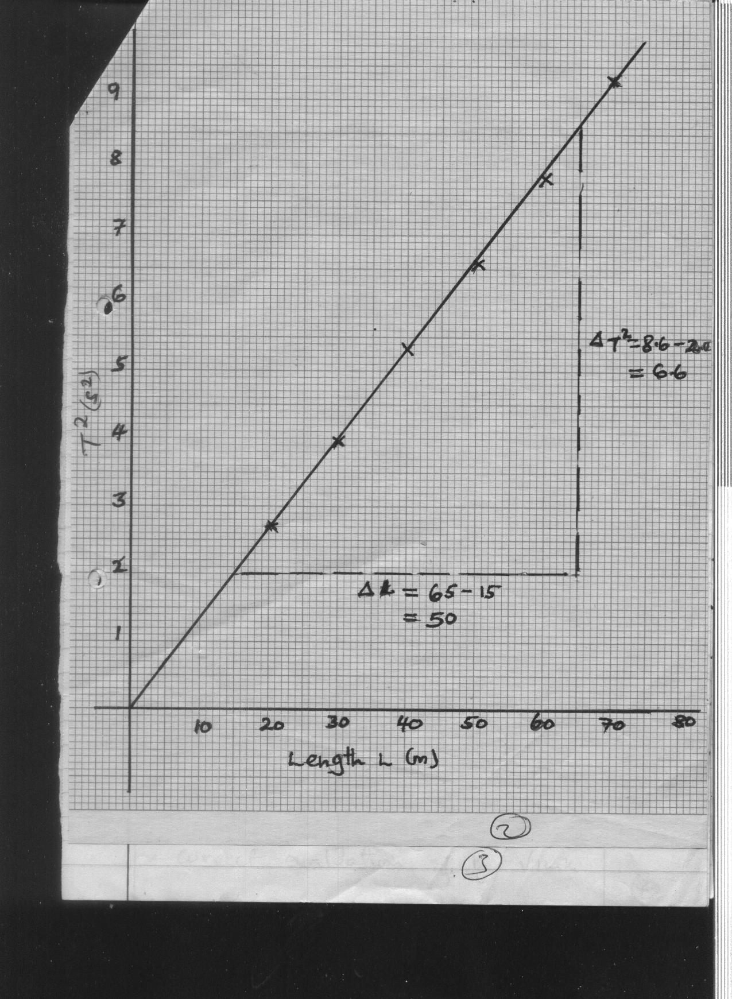 9
8
7
6
5
4
3
2
1
T² (s²)
ΔT² = 8.6 - 2.0
= 6.6
ΔL = 65 - 15
= 50
10 20 30 40 50 60 70 80
Length L (m)
2
3